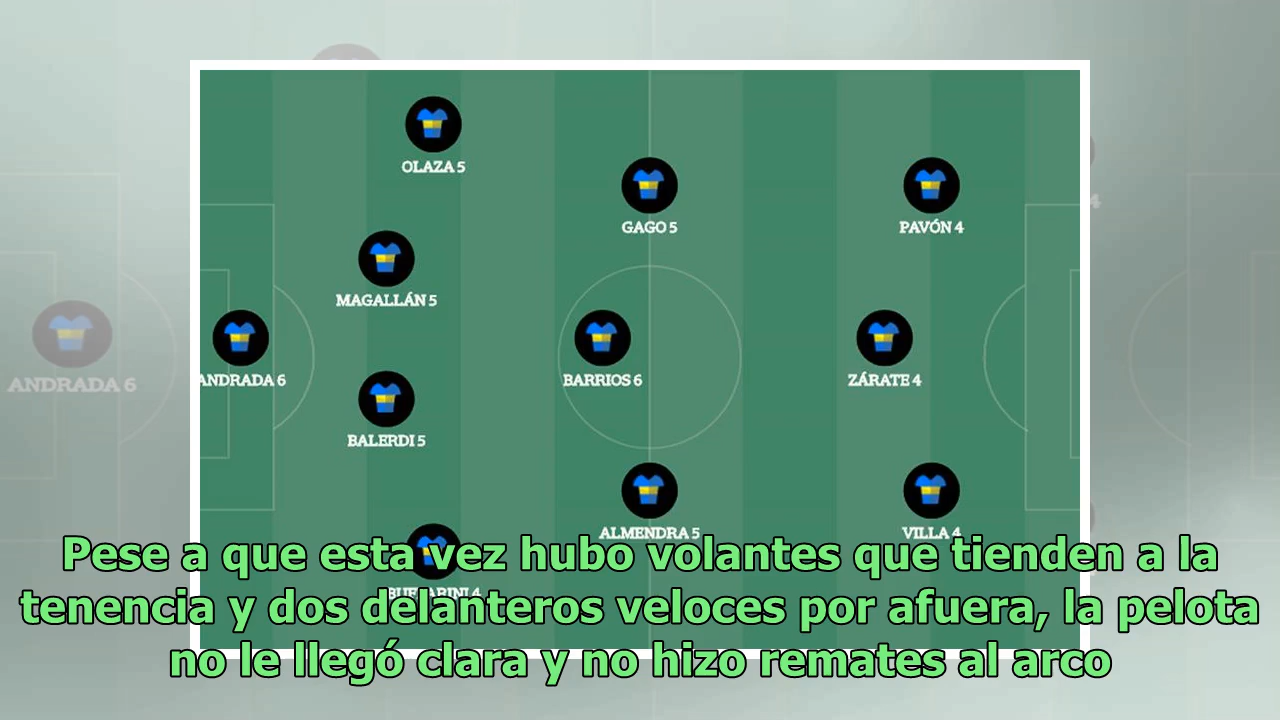 OLAZA 5
GAGO 5
PAVÓN 4
MAGALLÁN 5
ANDRADA 6
ANDRADA 6
BARRIOS 6
ZÁRATE 4
BALERDI 5
ALMENDRA 5
VILLA 4
Pese a que esta vez hubo volantes que tienden a la
tenencia y dos delanteros veloces por afuera, la pelota
no le llegó clara y no hizo remates al arco